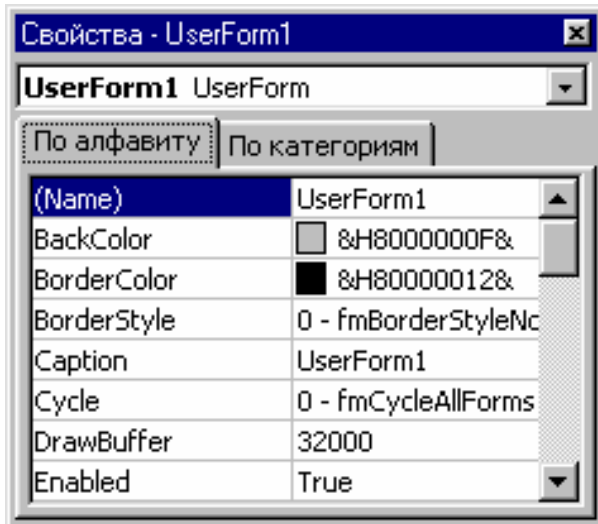 Свойства - UserForm1
UserForm1 UserForm
По алфавиту По категориям
(Name) UserForm1
BackColor &H8000000F&
BorderColor &H80000012&
BorderStyle 0 - fmBorderStyleNo
Caption UserForm1
Cycle 0 - fmCycleAllForms
DrawBuffer 32000
Enabled True